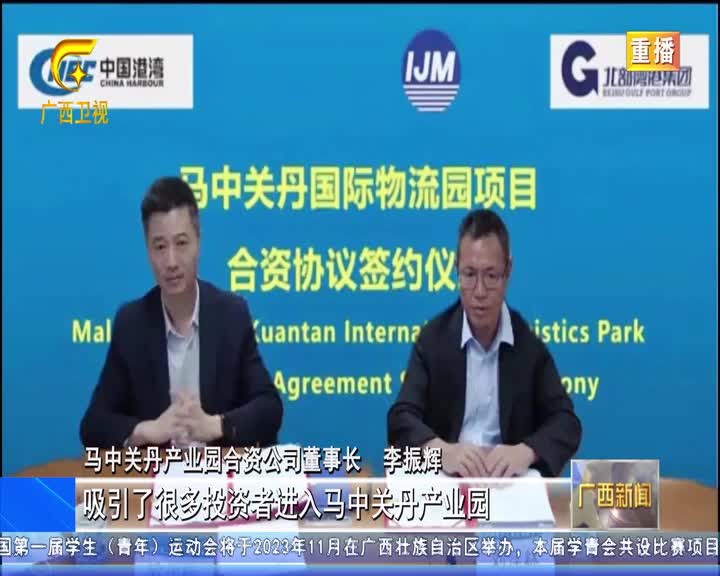 重播
中国港湾
CHINA HARBOUR
IJM
北部湾港集团
BEIBU GULF PORT GROUP
广西卫视
马中关丹国际物流园项目
合资协议签约仪
Mal
Kuantan Interna
istics Park
Agreement S
ony
马中关丹产业园合资公司董事长 李振辉
吸引了很多投资者进入马中关丹产业园
广西新闻
国第一届学生（青年）运动会将于2023年11月在广西壮族自治区举办，本届学青会共设比赛项目